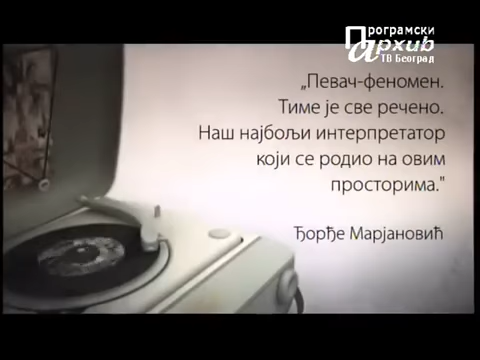 Програмски
Архив
ТВ Београд
„Певач-феномен.
Тиме је све речено.
Наш најбољи интерпретатор
који се родио на овим
просторима."
Ђорђе Марјановић